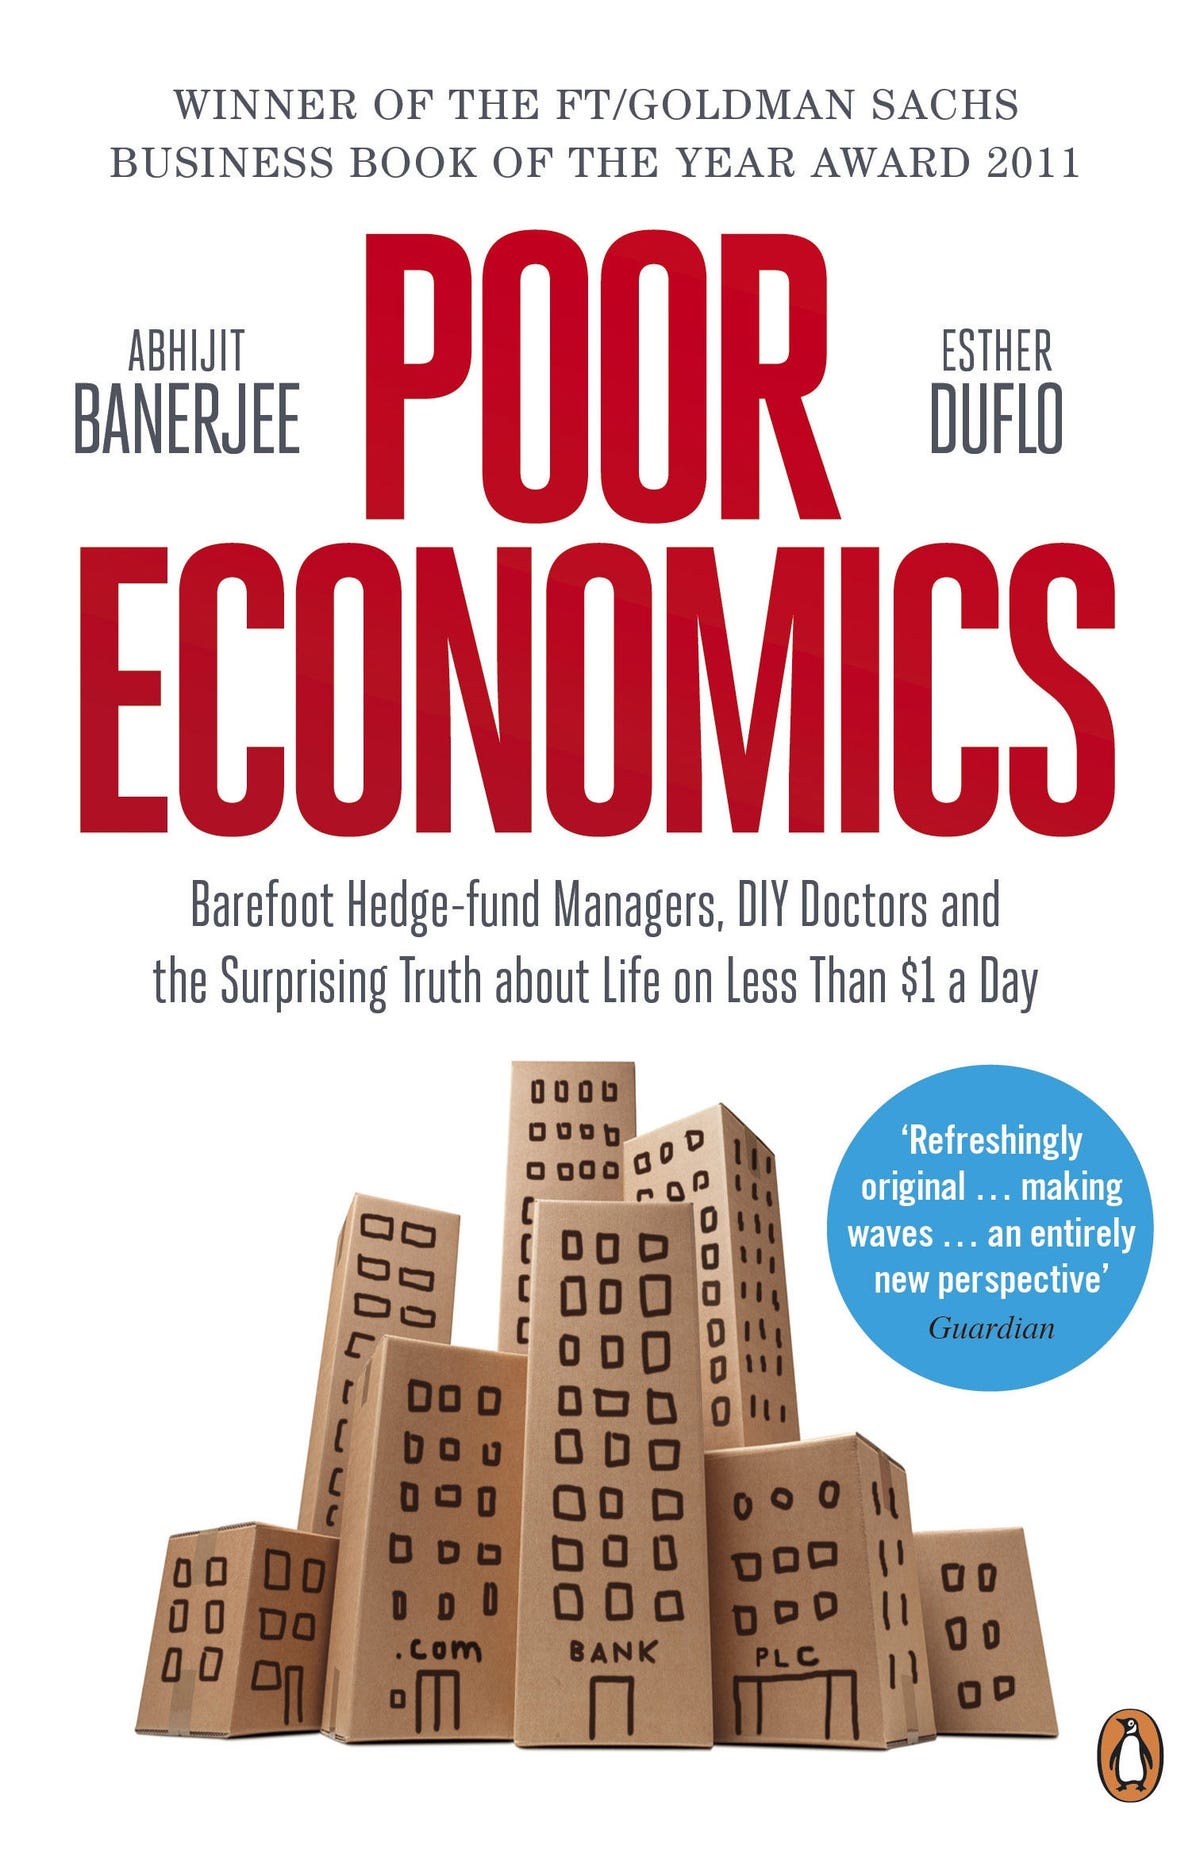 WINNER OF THE FT/GOLDMAN SACHS
BUSINESS BOOK OF THE YEAR AWARD 2011
ABHIJIT
BANERJEE
POOR
ESTHER
DUFLO
ECONOMICS
Barefoot Hedge-fund Managers, DIY Doctors and
the Surprising Truth about Life on Less Than $1 a Day
‘Refreshingly
original ... making
waves ... an entirely
new perspective’
Guardian
.com
BANK
PLC